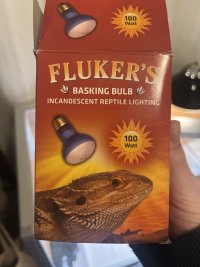 100
Watt
FLUKER'S
BASKING BULB
INCANDESCENT REPTILE LIGHTING
100
Watt